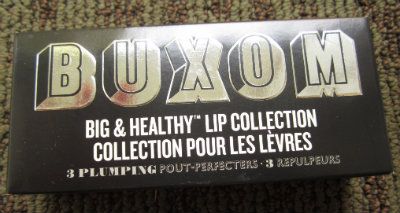 BUXOM
BIG & HEALTHY™ LIP COLLECTION
COLLECTION POUR LES LÈVRES
3 PLUMPING POUT-PERFECTERS · 3 REPULPEURS